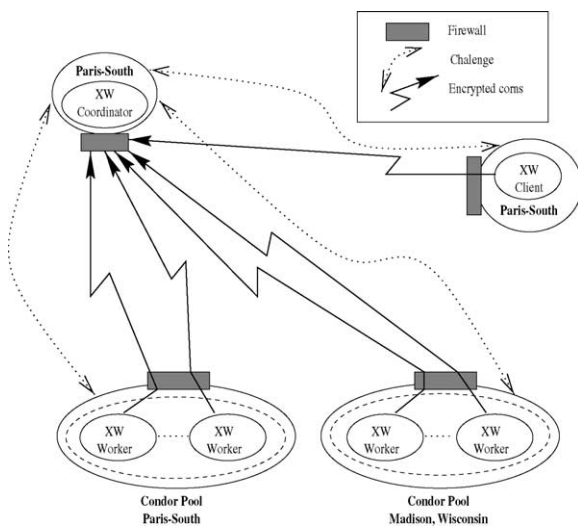 Firewall
Chalenge
Encrypted corns
Paris-South
XW
Coordinator
XW
Client
Paris-South
XW
Worker
XW
Worker
XW
Worker
XW
Worker
Condor Pool
Paris-South
Condor Pool
Madison, Wisconsin